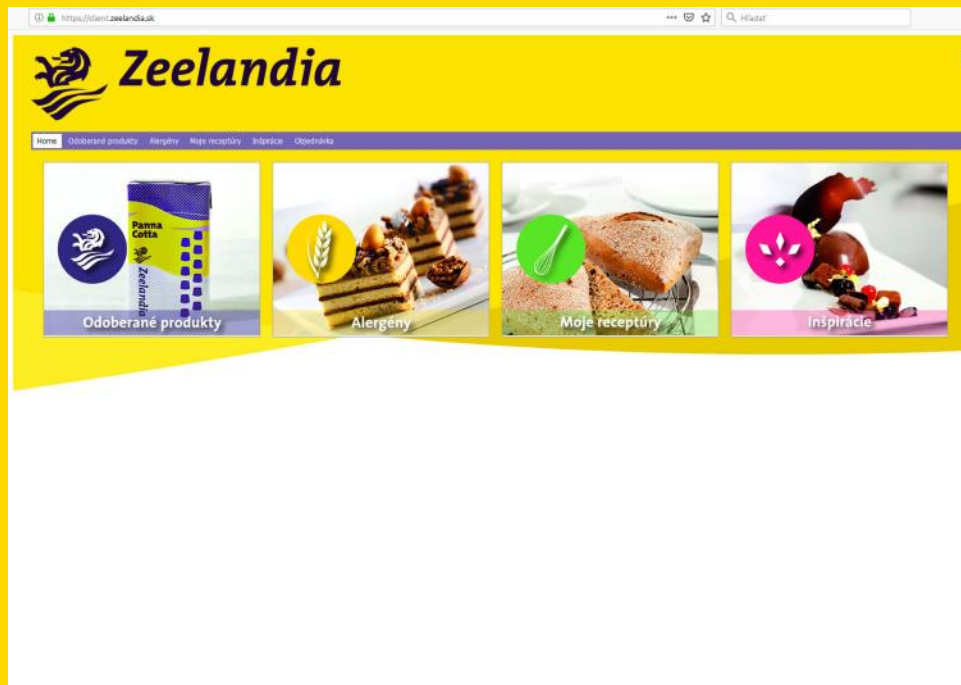 https://client.zeelandia.sk
Hľadať
Zeelandia
Home Odoberané produkty Alergény Moje receptúry Inšpirácie Objednávka
Panna
Cotta
Zeelandia
Odoberané produkty
Alergény
Moje receptúry
Inšpirácie